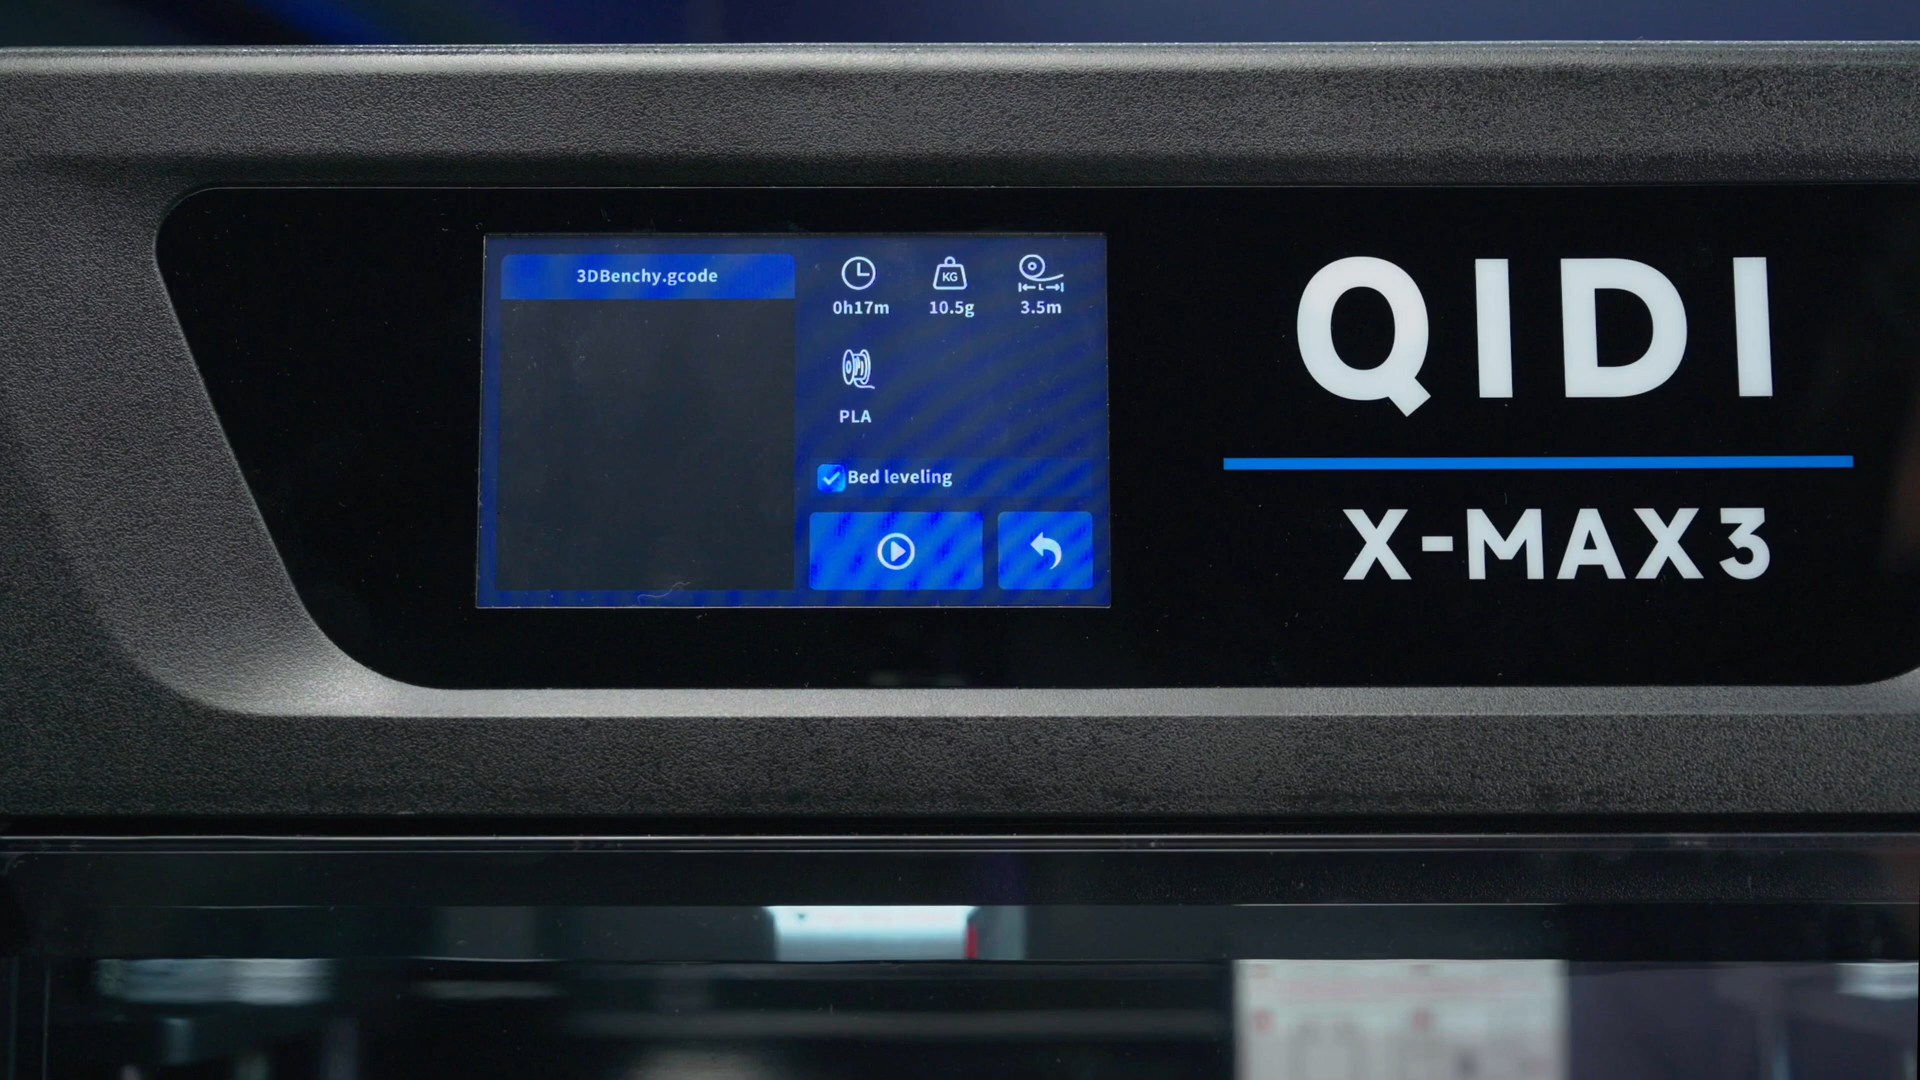 3DBenchy.gcode
KG
L
0h17m
10.5g
3.5m
PLA
Bed leveling
QIDI
X-MAX3